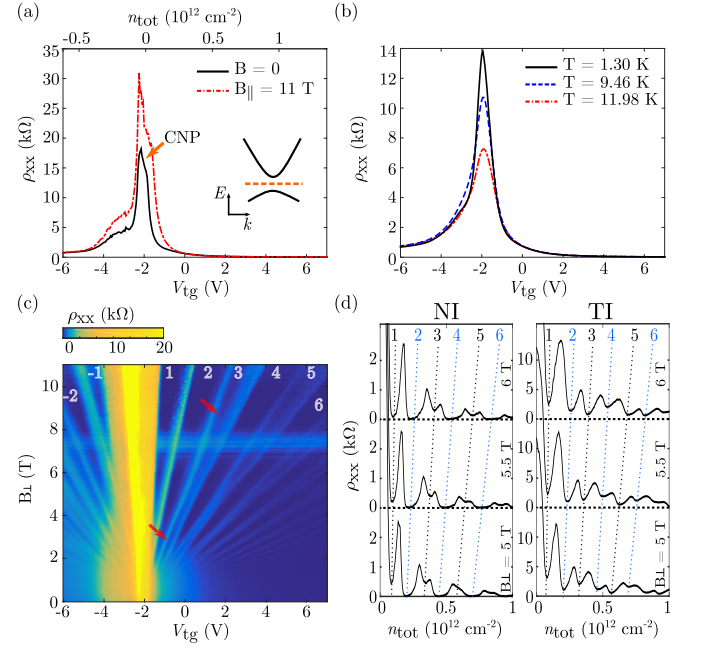 (a)
n_tot (10^12 cm^-2)
-0.5 0 0.5 1
ρ_xx (kΩ)
35
30
25
20
15
10
5
0
B = 0
B_∥ = 11 T
CNP
E
k
-6 -4 -2 0 2 4 6
V_tg (V)
(b)
ρ_xx (kΩ)
14
12
10
8
6
4
2
0
T = 1.30 K
T = 9.46 K
T = 11.98 K
-6 -4 -2 0 2 4 6
V_tg (V)
(c)
ρ_xx (kΩ)
0 10 20
B_⊥ (T)
10
8
6
4
2
0
-2 -1 1 2 3 4 5 6
-6 -4 -2 0 2 4 6
V_tg (V)
(d)
NI
TI
ρ_xx (kΩ)
1 2 3 4 5 6
2
1
0
2
1
0
2
1
0
1 2 3 4 5 6
10
5
0
10
5
0
10
5
0
6 T
5.5 T
B⊥ = 5 T
6 T
5.5 T
B⊥ = 5 T
0 0.5 1
0 0.5 1
n_tot (10^12 cm^-2)
n_tot (10^12 cm^-2)